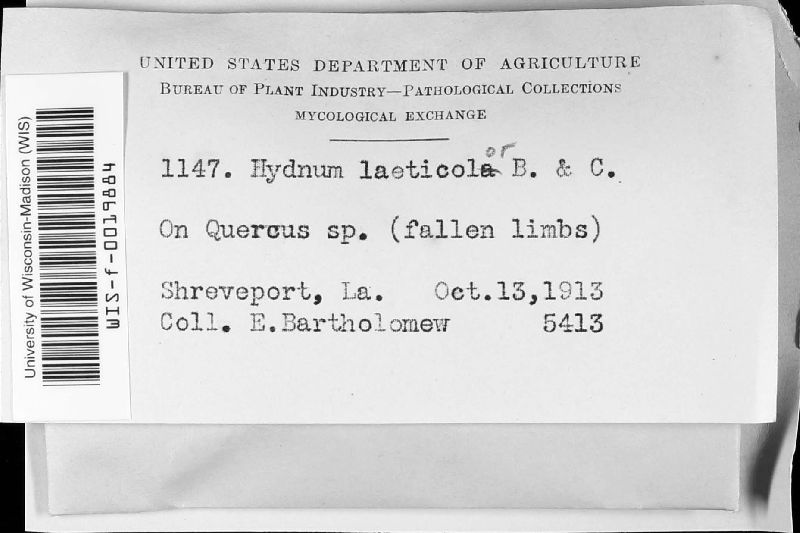 UNITED STATES DEPARTMENT OF AGRICULTURE
BUREAU OF PLANT INDUSTRY—PATHOLOGICAL COLLECTIONS
MYCOLOGICAL EXCHANGE
1147. Hydnum laeticola B. & C.
or
On Quercus sp. (fallen limbs)
Shreveport, La. Oct.13,1913
Coll. E.Bartholomew 5413
University of Wisconsin-Madison (WIS)
WIS-f-0019884